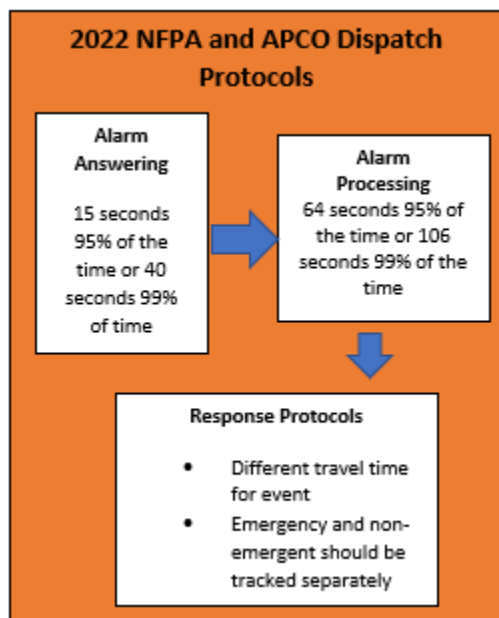 2022 NFPA and APCO Dispatch
Protocols
Alarm
Answering
15 seconds
95% of the
time or 40
seconds 99%
of time
Alarm
Processing
64 seconds 95% of
the time or 106
seconds 99% of the
time
Response Protocols
• Different travel time
for event
• Emergency and non-
emergent should be
tracked separately